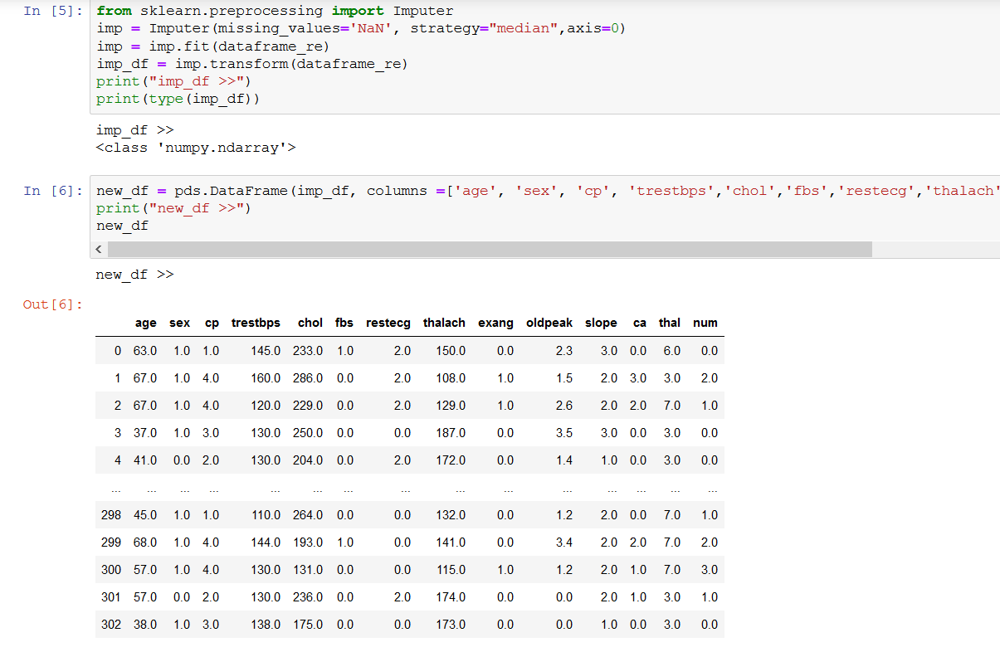 In [5]: from sklearn.preprocessing import Imputer
imp = Imputer(missing_values='NaN', strategy="median",axis=0)
imp = imp.fit(dataframe_re)
imp_df = imp.transform(dataframe_re)
print("imp_df >>")
print(type(imp_df))
imp_df >>
<class 'numpy.ndarray'>
In [6]: new_df = pds.DataFrame(imp_df, columns =['age', 'sex', 'cp', 'trestbps','chol','fbs','restecg','thalach'
print("new_df >>")
new_df
new_df >>
Out[6]:
age sex cp trestbps chol fbs restecg thalach exang oldpeak slope ca thal num
0 63.0 1.0 1.0 145.0 233.0 1.0 2.0 150.0 0.0 2.3 3.0 0.0 6.0 0.0
1 67.0 1.0 4.0 160.0 286.0 0.0 2.0 108.0 1.0 1.5 2.0 3.0 3.0 2.0
2 67.0 1.0 4.0 120.0 229.0 0.0 2.0 129.0 1.0 2.6 2.0 2.0 7.0 1.0
3 37.0 1.0 3.0 130.0 250.0 0.0 0.0 187.0 0.0 3.5 3.0 0.0 3.0 0.0
4 41.0 0.0 2.0 130.0 204.0 0.0 2.0 172.0 0.0 1.4 1.0 0.0 3.0 0.0
... ... ... ... ... ... ... ... ... ... ... ... ... ... ...
298 45.0 1.0 1.0 110.0 264.0 0.0 0.0 132.0 0.0 1.2 2.0 0.0 7.0 1.0
299 68.0 1.0 4.0 144.0 193.0 1.0 0.0 141.0 0.0 3.4 2.0 2.0 7.0 2.0
300 57.0 1.0 4.0 130.0 131.0 0.0 0.0 115.0 1.0 1.2 2.0 1.0 7.0 3.0
301 57.0 0.0 2.0 130.0 236.0 0.0 2.0 174.0 0.0 0.0 2.0 1.0 3.0 1.0
302 38.0 1.0 3.0 138.0 175.0 0.0 0.0 173.0 0.0 0.0 1.0 0.0 3.0 0.0